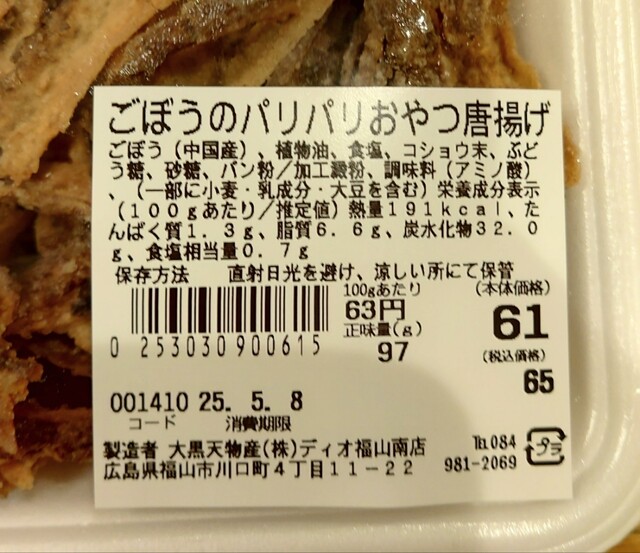 ごぼうのパリパリおやつ唐揚げ
ごぼう（中国産）、植物油、食塩、コショウ末、ぶど
う糖、砂糖、パン粉／加工澱粉、調味料（アミノ酸）
、（一部に小麦・乳成分・大豆を含む）栄養成分表示
（１００ｇあたり／推定値）熱量１９１ｋｃａｌ、た
んぱく質１．３ｇ、脂質６．６ｇ、炭水化物３２．０
ｇ、食塩相当量０．７ｇ
保存方法　直射日光を避け、涼しい所にて保管
100gあたり (本体価格)
63円 61
正味量(g)
97 (税込価格)
65
0 253030 900615
001410 25. 5. 8
コード 消費期限
製造者 大黒天物産(株)ディオ福山南店 ℡084
広島県福山市川口町４丁目１１－２２ 981-2069
プラ